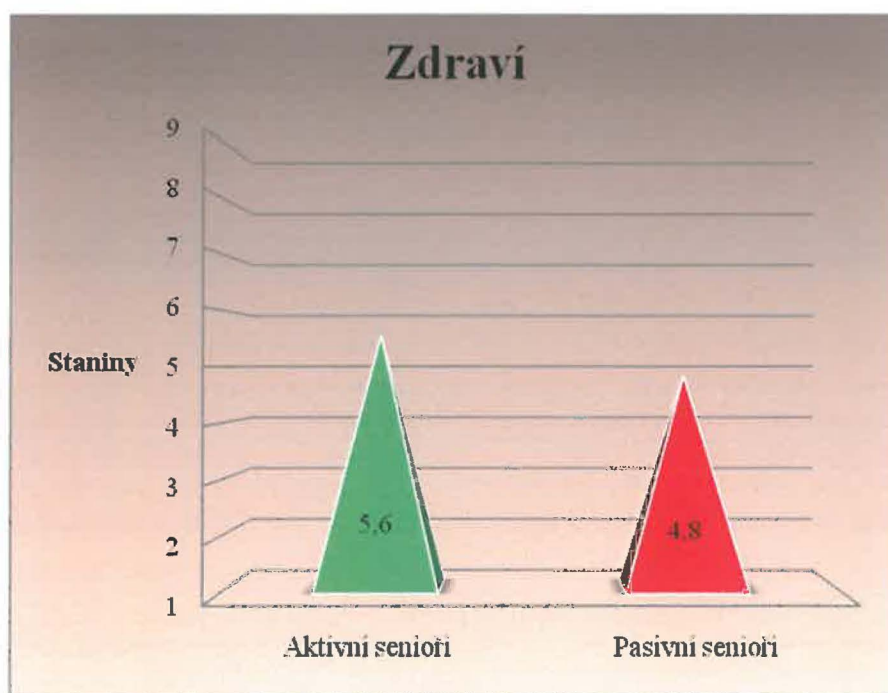 Zdraví
9
8
7
6
Staniny
5
4
3
2
1
5,6
4,8
Aktivní senioři
Pasivní senioři